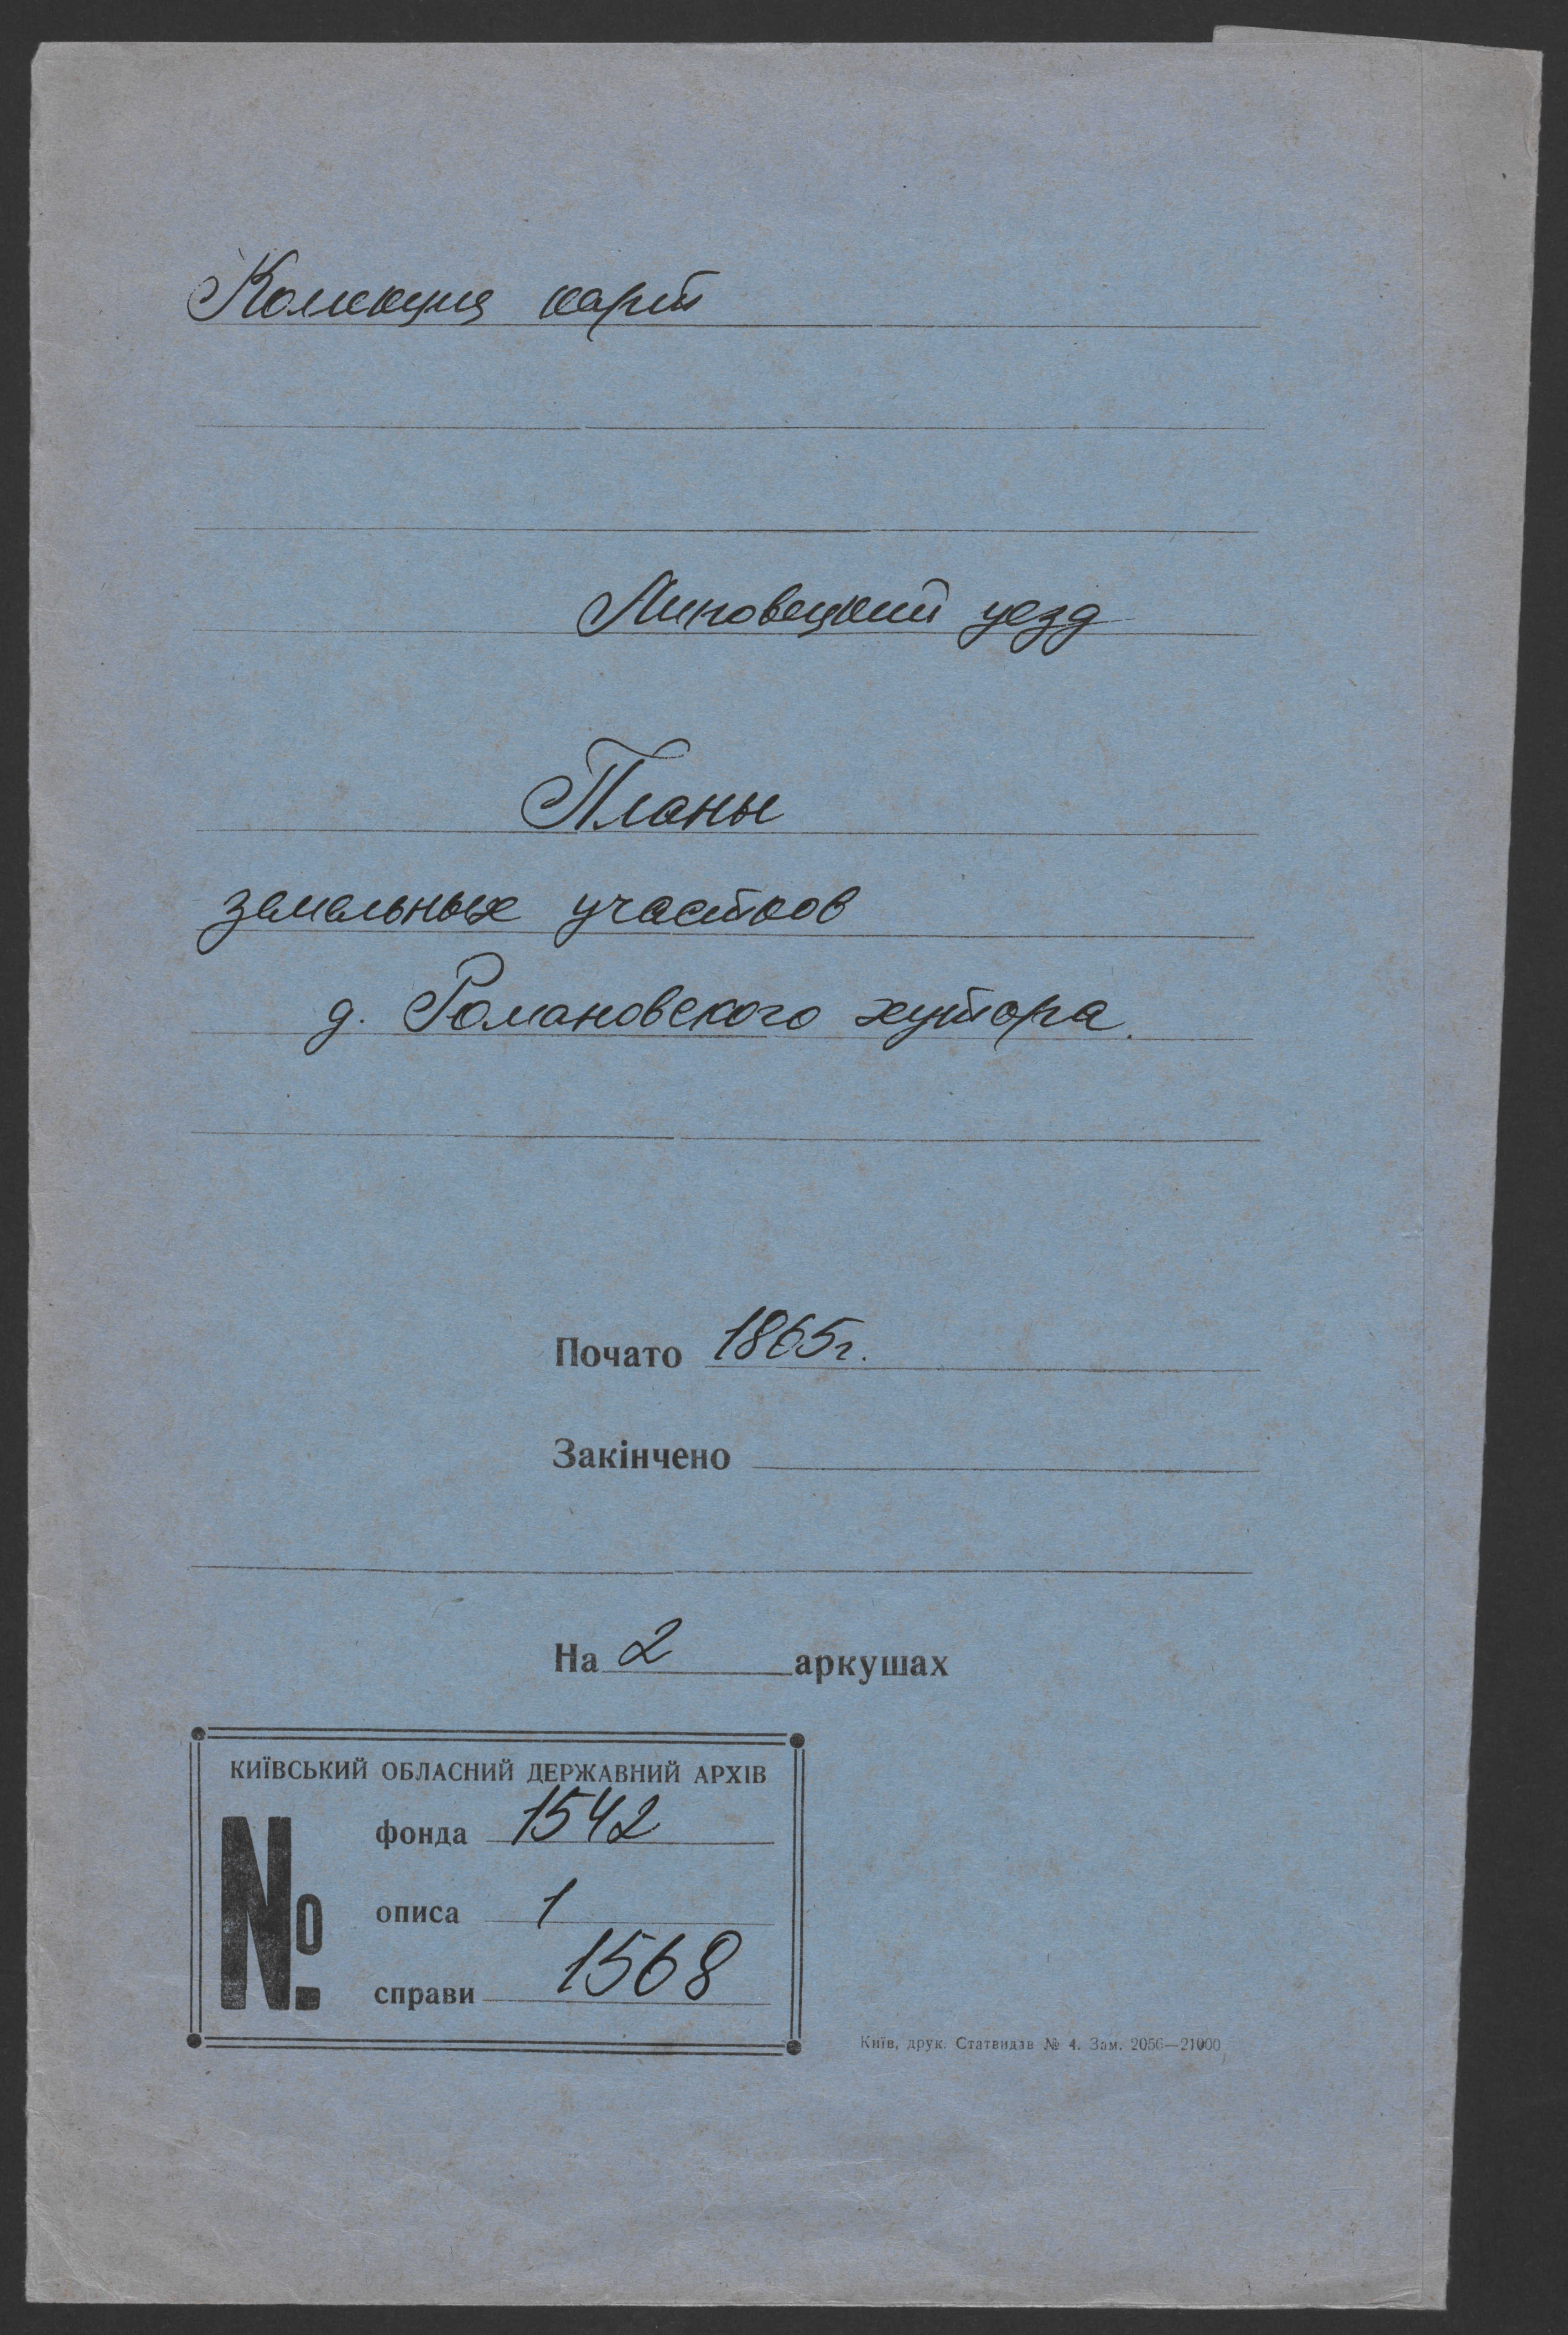 Колекция карт
Липовецкий уезд
Планы
земельных участков
д. Романовского хутора.
Почато 1865г.
Закінчено
На 2 аркушах
КИЇВСЬКИЙ ОБЛАСНИЙ ДЕРЖАВНИЙ АРХІВ
№
фонда 1542
описа 1
справи 1568
Київ, друк. Статвидав № 4. Зам. 2056—21000